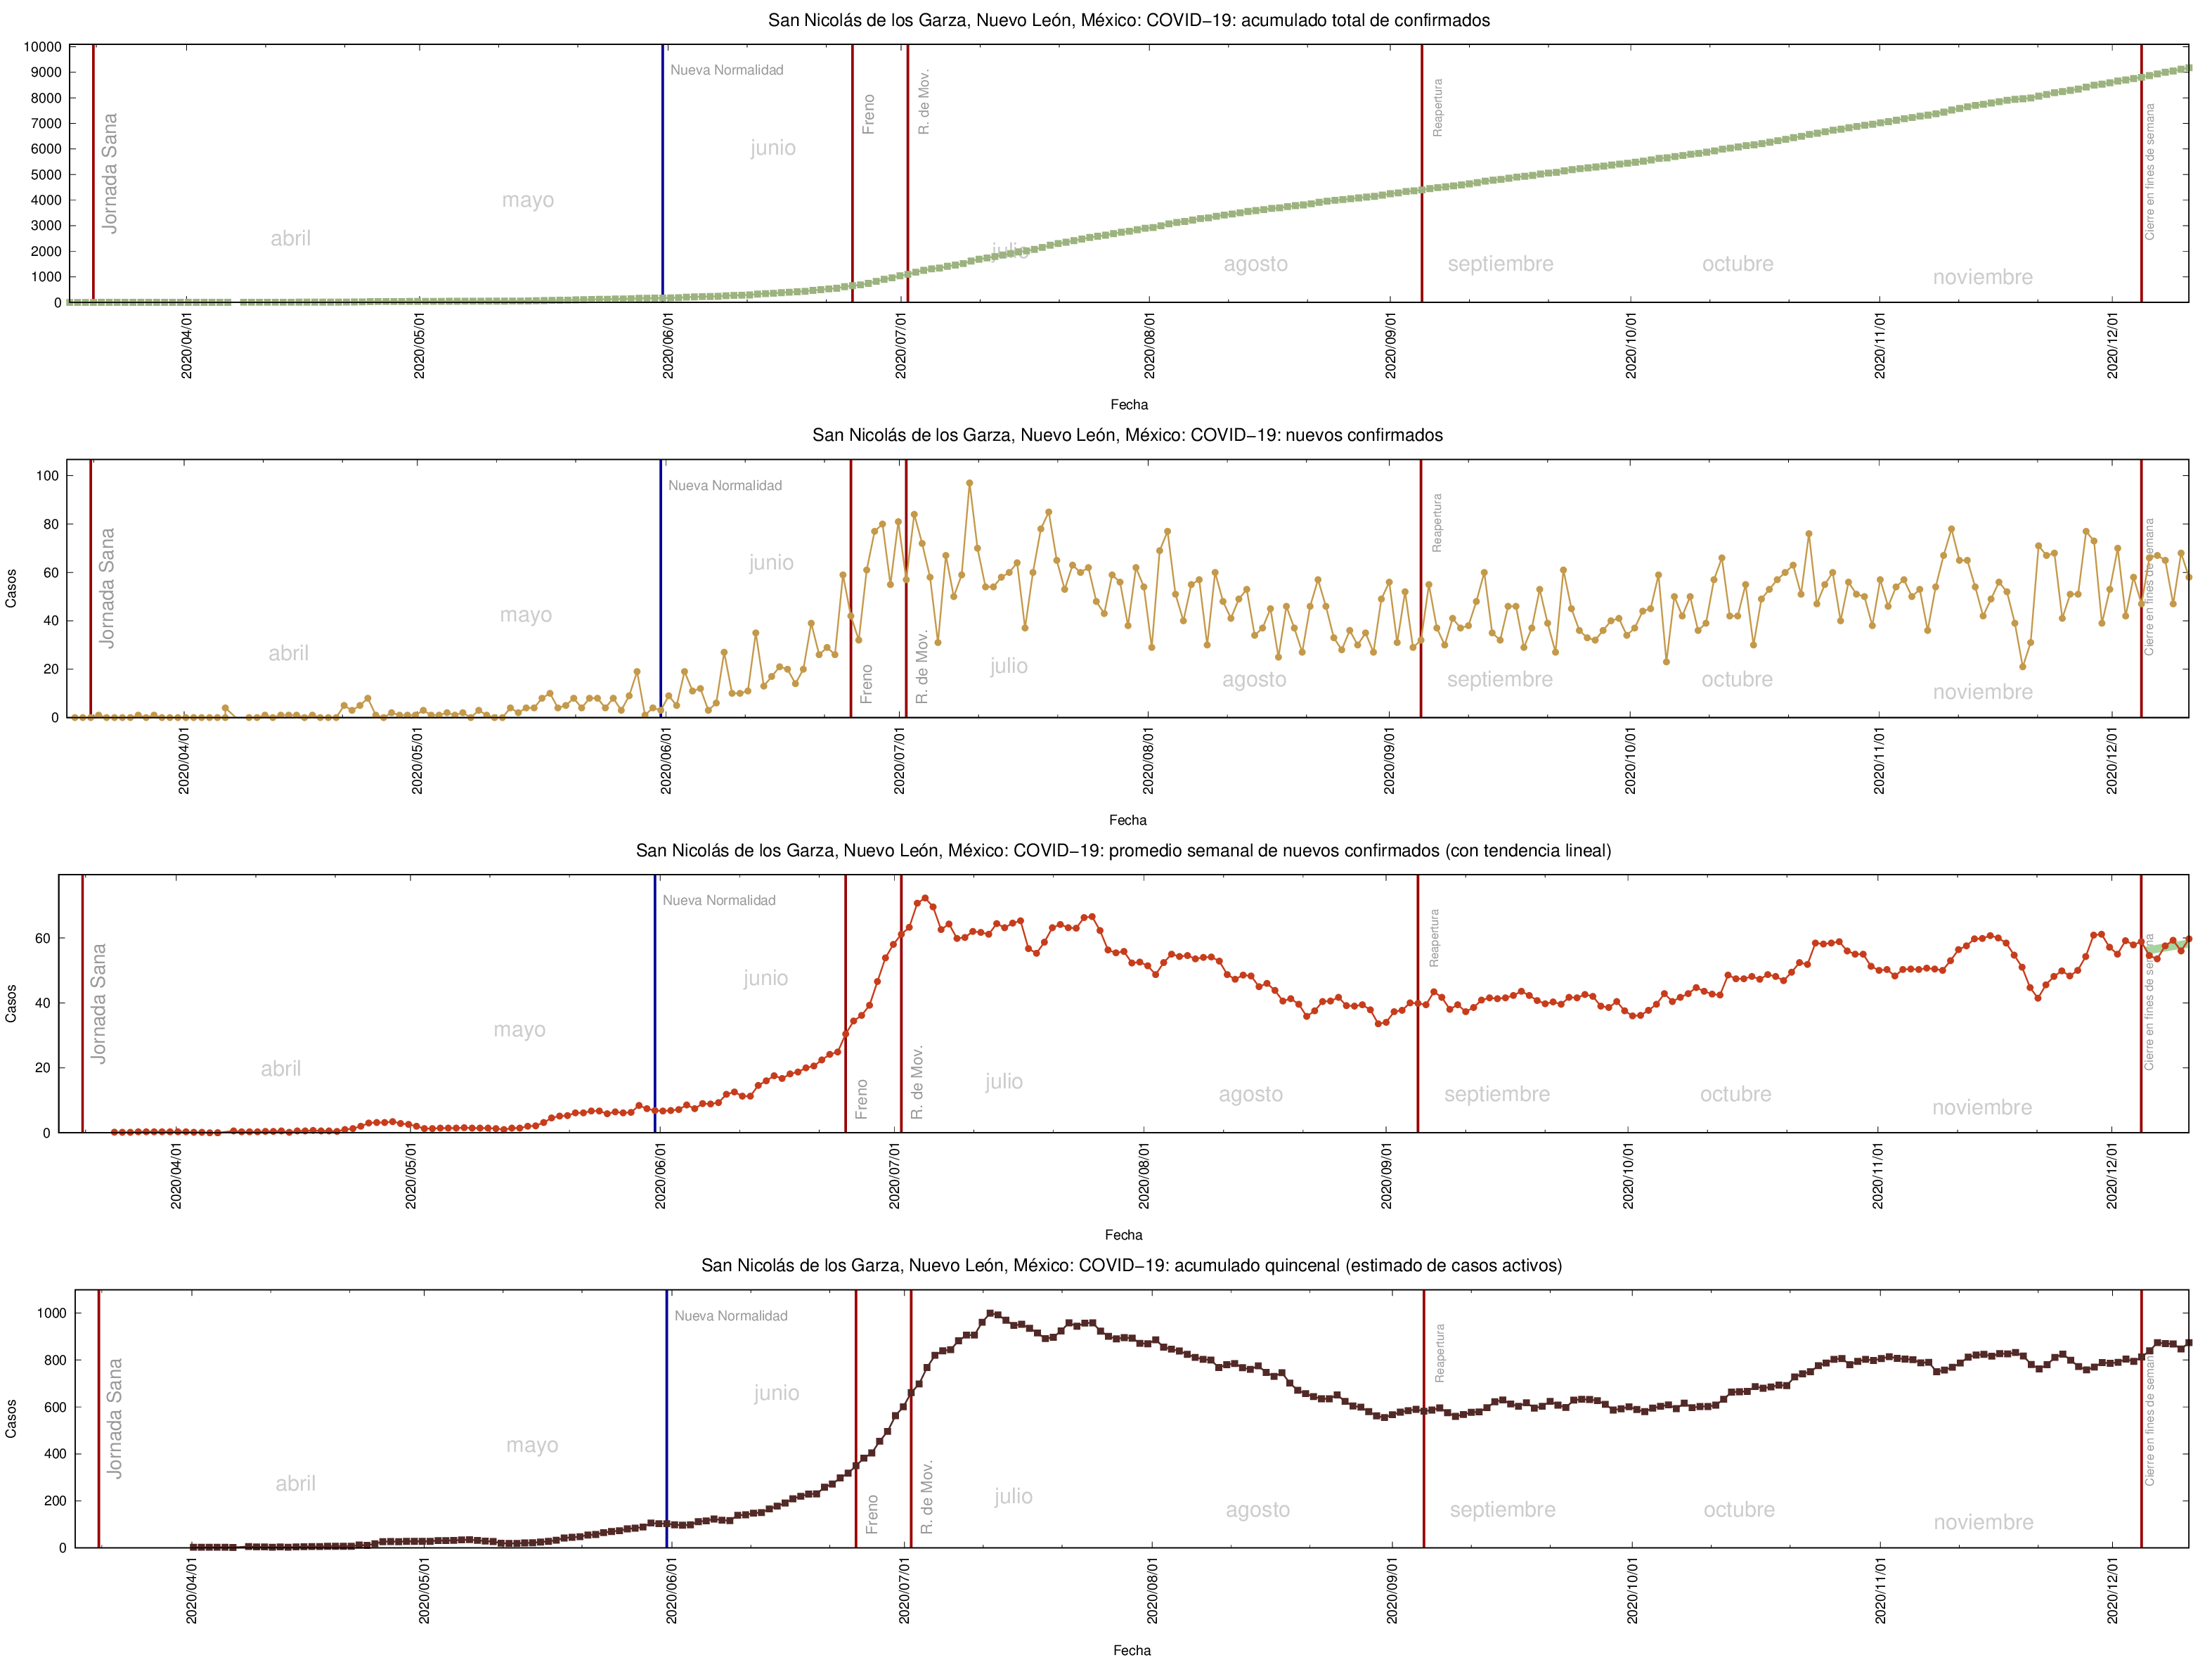 San Nicolás de los Garza, Nuevo León, México: COVID−19: acumulado total de confirmados
10000
9000
8000
7000
6000
5000
4000
3000
2000
1000
0
Jornada Sana
abril
mayo
Nueva Normalidad
junio
Freno
R. de Mov.
julio
agosto
Reapertura
septiembre
octubre
noviembre
Cierre en fines de semana
2020/04/01
2020/05/01
2020/06/01
2020/07/01
2020/08/01
2020/09/01
2020/10/01
2020/11/01
2020/12/01
Fecha
San Nicolás de los Garza, Nuevo León, México: COVID−19: nuevos confirmados
Casos
100
80
60
40
20
0
Jornada Sana
abril
mayo
Nueva Normalidad
junio
Freno
R. de Mov.
julio
agosto
Reapertura
septiembre
octubre
noviembre
Cierre en fines de semana
2020/04/01
2020/05/01
2020/06/01
2020/07/01
2020/08/01
2020/09/01
2020/10/01
2020/11/01
2020/12/01
Fecha
San Nicolás de los Garza, Nuevo León, México: COVID−19: promedio semanal de nuevos confirmados (con tendencia lineal)
Casos
60
40
20
0
Jornada Sana
abril
mayo
Nueva Normalidad
junio
Freno
R. de Mov.
julio
agosto
Reapertura
septiembre
octubre
noviembre
Cierre en fines de semana
2020/04/01
2020/05/01
2020/06/01
2020/07/01
2020/08/01
2020/09/01
2020/10/01
2020/11/01
2020/12/01
Fecha
San Nicolás de los Garza, Nuevo León, México: COVID−19: acumulado quincenal (estimado de casos activos)
Casos
1000
800
600
400
200
0
Jornada Sana
abril
mayo
Nueva Normalidad
junio
Freno
R. de Mov.
julio
agosto
Reapertura
septiembre
octubre
noviembre
Cierre en fines de semana
2020/04/01
2020/05/01
2020/06/01
2020/07/01
2020/08/01
2020/09/01
2020/10/01
2020/11/01
2020/12/01
Fecha